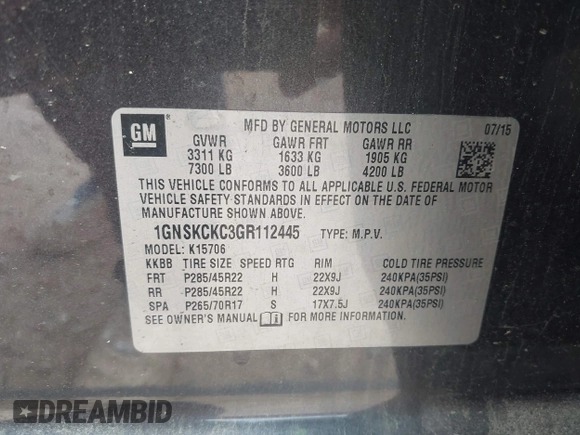 GM
MFD BY GENERAL MOTORS LLC 07/15
GVWR GAWR FRT GAWR RR
3311 KG 1633 KG 1905 KG
7300 LB 3600 LB 4200 LB
THIS VEHICLE CONFORMS TO ALL APPLICABLE U.S. FEDERAL MOTOR
VEHICLE SAFETY STANDARDS IN EFFECT ON THE DATE OF
MANUFACTURE SHOWN ABOVE.
1GNSKCKC3GR112445 TYPE: M.P.V.
MODEL: K15706
KKBB TIRE SIZE SPEED RTG RIM COLD TIRE PRESSURE
FRT P285/45R22 H 22X9J 240KPA(35PSI)
RR P285/45R22 H 22X9J 240KPA(35PSI)
SPA P265/70R17 S 17X7.5J 240KPA(35PSI)
SEE OWNER'S MANUAL FOR MORE INFORMATION
DREAMBID